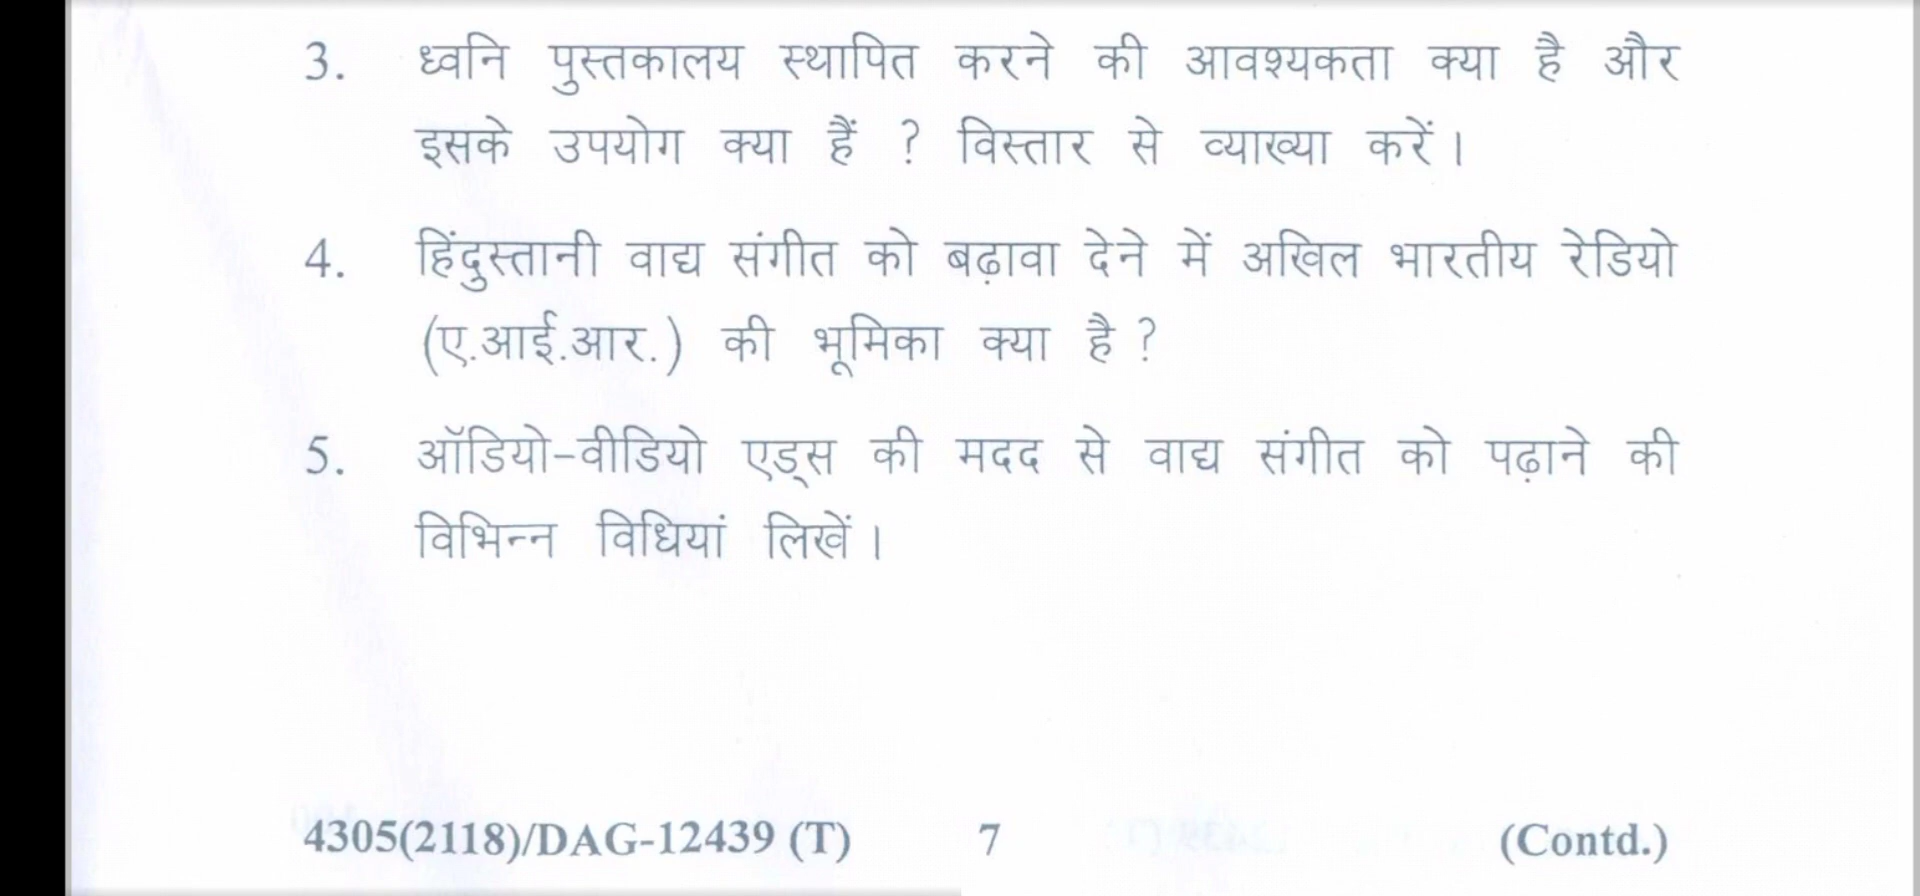 3. ध्वनि पुस्तकालय स्थापित करने की आवश्यकता क्या है और
इसके उपयोग क्या हैं ? विस्तार से व्याख्या करें।
4. हिंदुस्तानी वाद्य संगीत को बढ़ावा देने में अखिल भारतीय रेडियो
(ए.आई.आर.) की भूमिका क्या है ?
5. ऑडियो-वीडियो एड्स की मदद से वाद्य संगीत को पढ़ाने की
विभिन्न विधियां लिखें।
4305(2118)/DAG-12439 (T) 7 (Contd.)